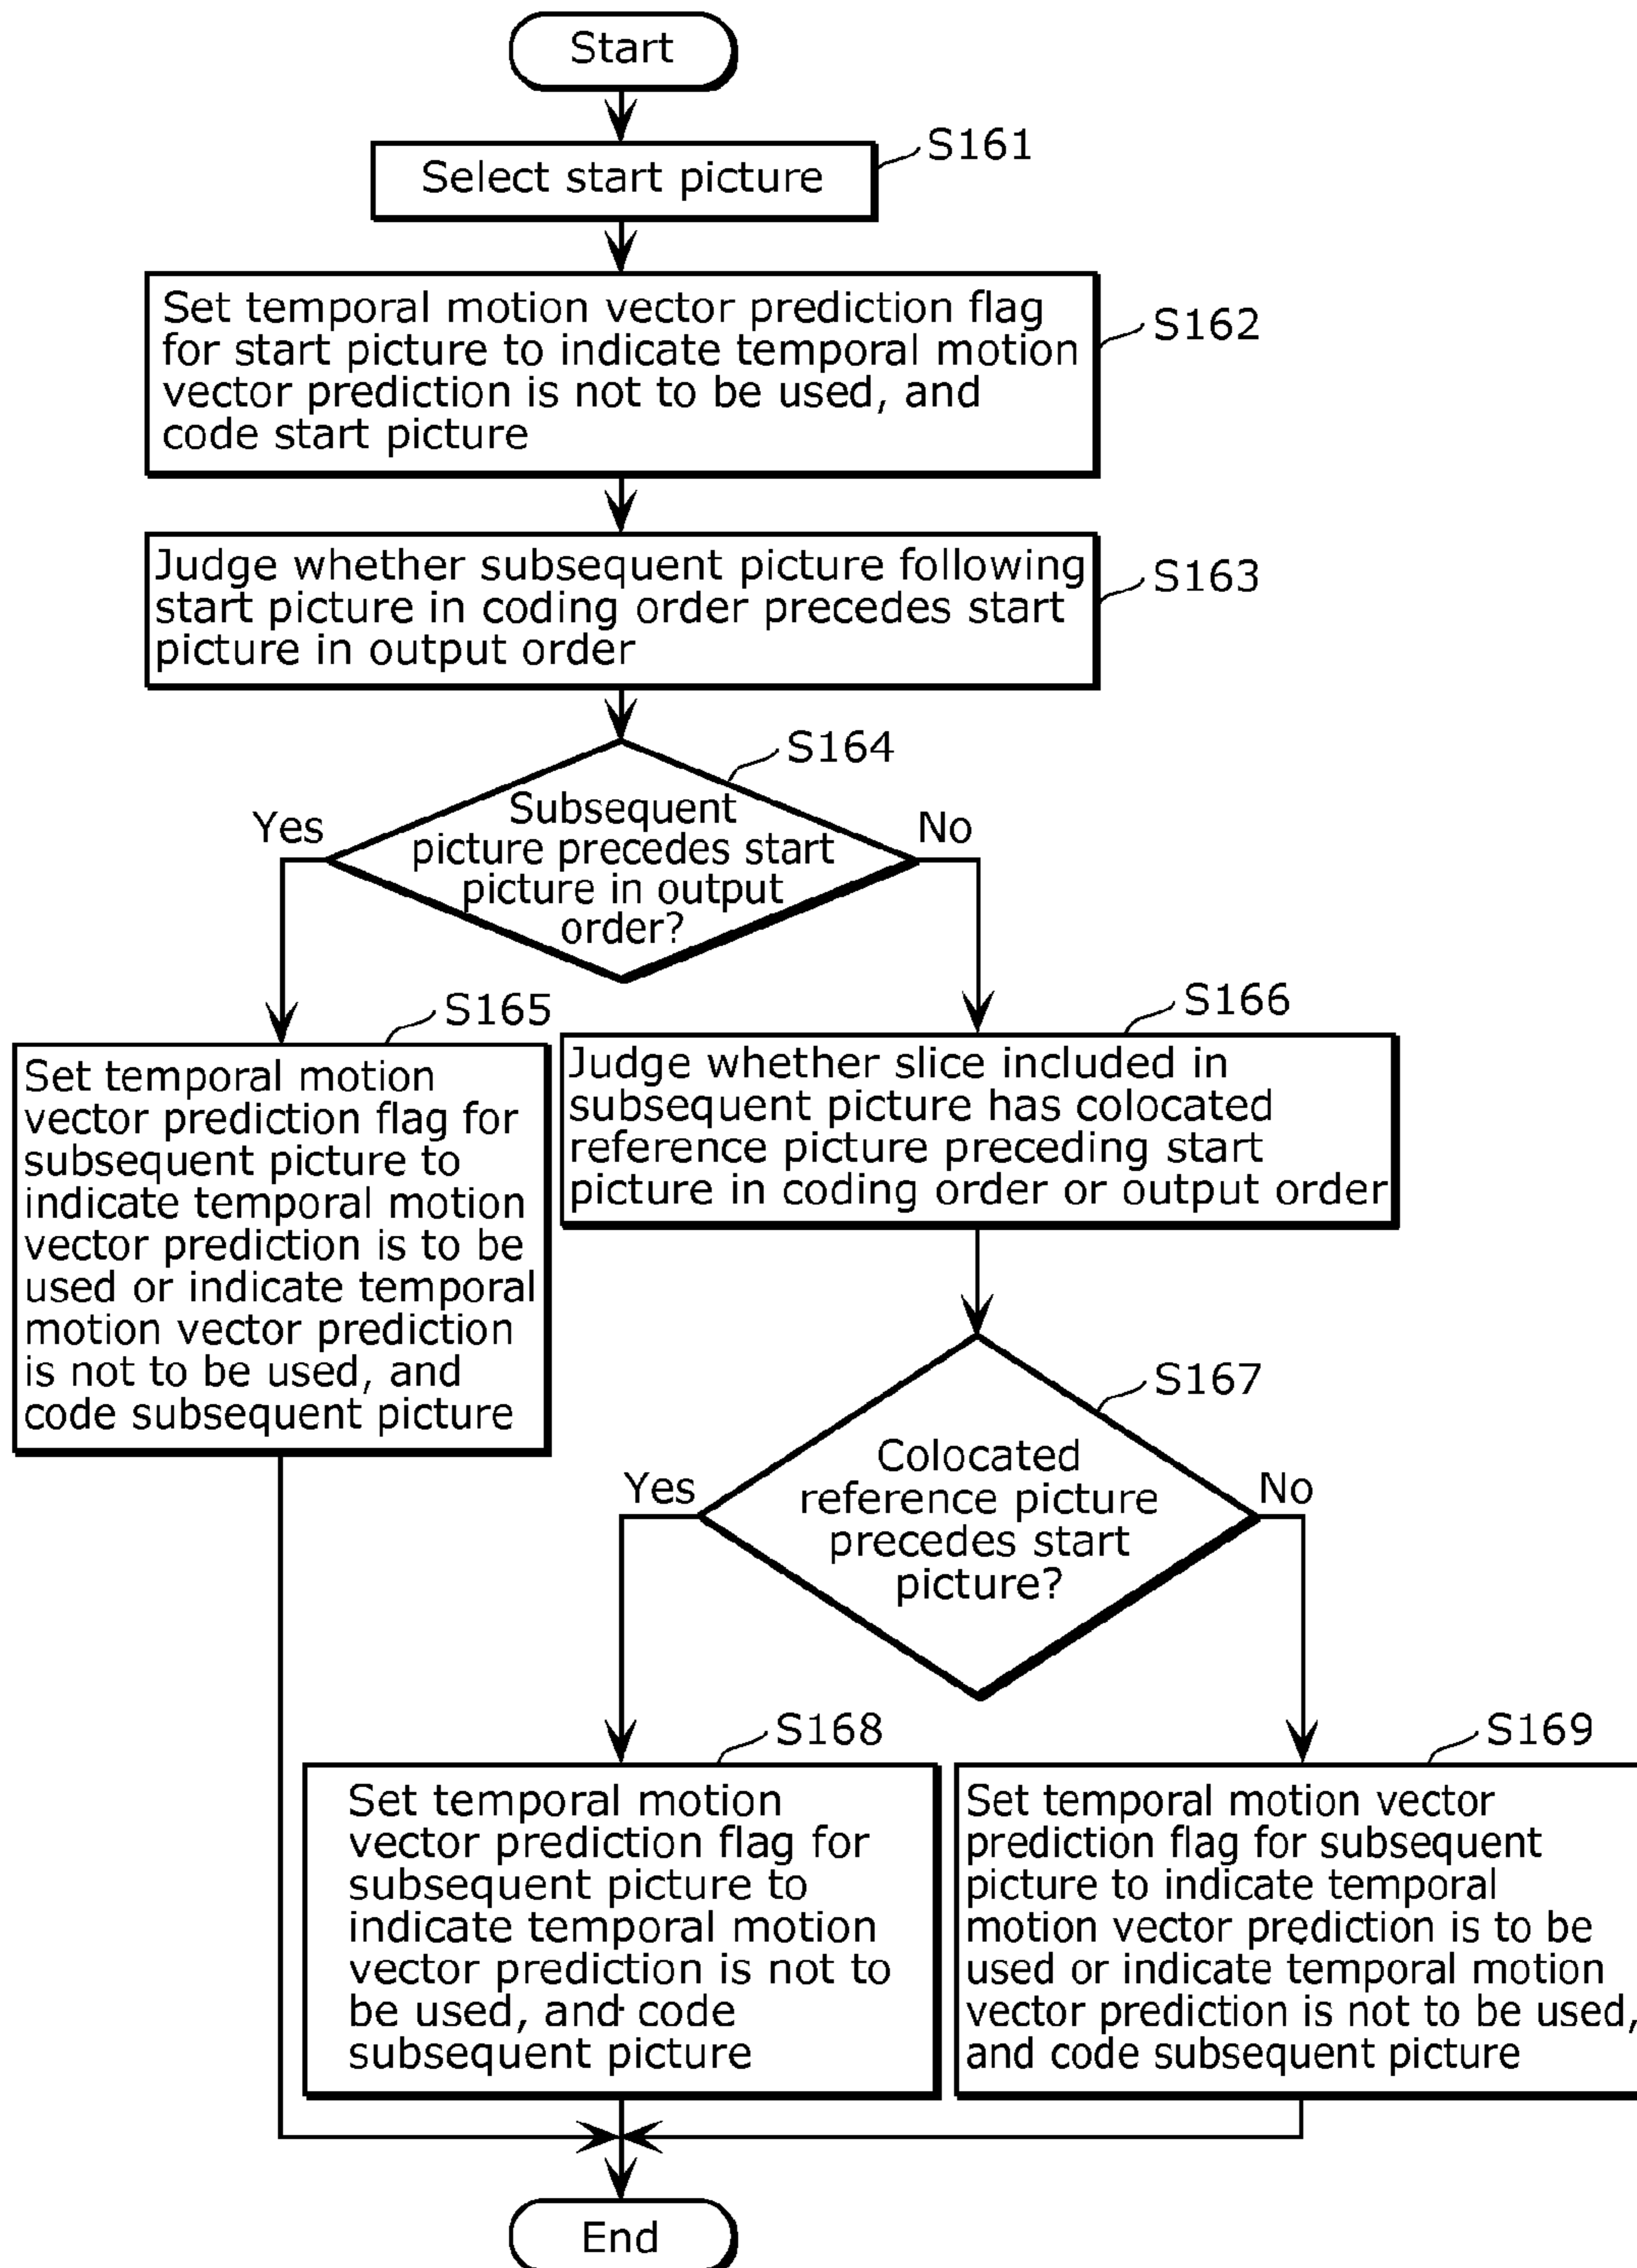 Start
S161
Select start picture
S162
Set temporal motion vector prediction flag
for start picture to indicate temporal motion
vector prediction is not to be used, and
code start picture
S163
Judge whether subsequent picture following
start picture in coding order precedes start
picture in output order
S164
Subsequent
picture precedes start
picture in output
order?
Yes
No
S165
Set temporal motion
vector prediction flag for
subsequent picture to
indicate temporal motion
vector prediction is to be
used or indicate temporal
motion vector prediction
is not to be used, and
code subsequent picture
S166
Judge whether slice included in
subsequent picture has colocated
reference picture preceding start
picture in coding order or output order
S167
Colocated
reference picture
precedes start
picture?
Yes
No
S168
Set temporal motion
vector prediction flag for
subsequent picture to
indicate temporal motion
vector prediction is not to
be used, and code
subsequent picture
S169
Set temporal motion vector
prediction flag for subsequent
picture to indicate temporal
motion vector prediction is to be
used or indicate temporal motion
vector prediction is not to be used,
and code subsequent picture
End